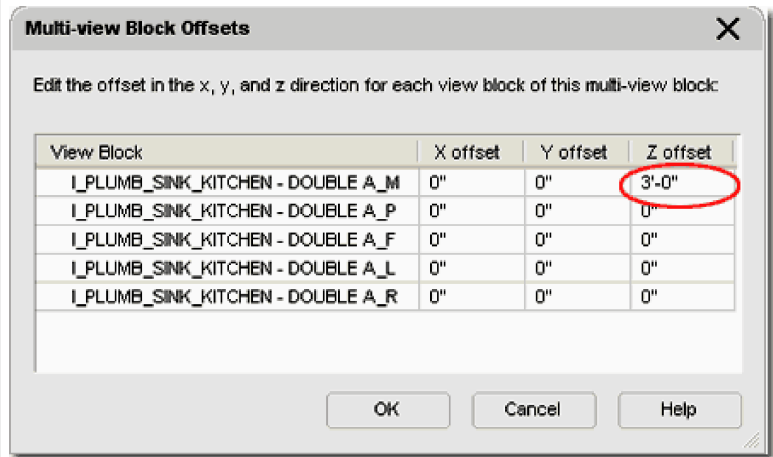 Multi-view Block Offsets
Edit the offset in the x, y, and z direction for each view block of this multi-view block:
View Block X offset Y offset Z offset
I_PLUMB_SINK_KITCHEN - DOUBLE A_M 0" 0" 3'-0"
I_PLUMB_SINK_KITCHEN - DOUBLE A_P 0" 0" 0"
I_PLUMB_SINK_KITCHEN - DOUBLE A_F 0" 0" 0"
I_PLUMB_SINK_KITCHEN - DOUBLE A_L 0" 0" 0"
I_PLUMB_SINK_KITCHEN - DOUBLE A_R 0" 0" 0"
OK Cancel Help